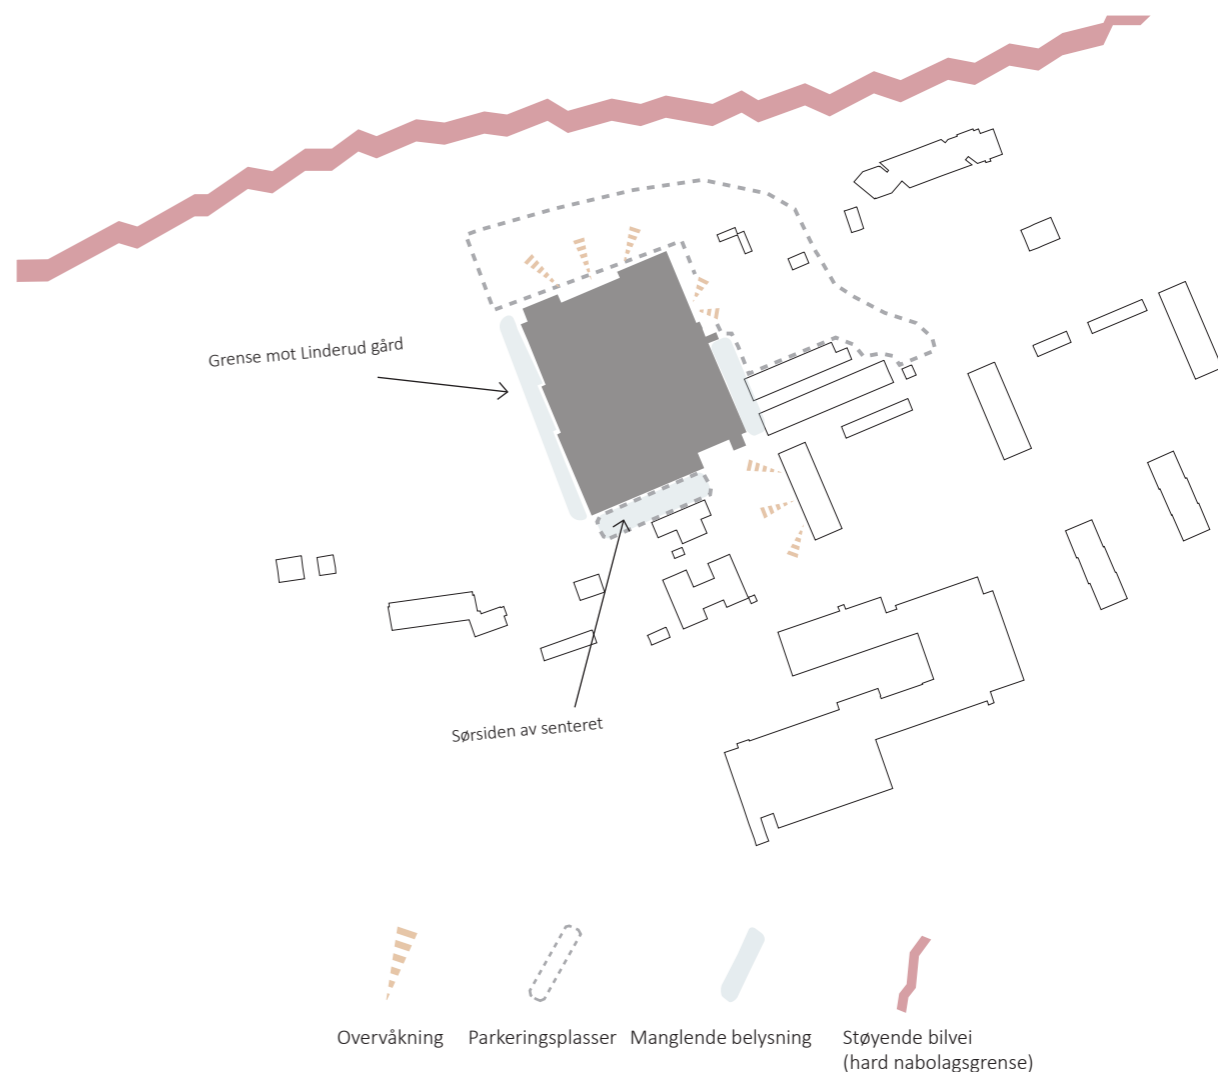 Grense mot Linderud gård
Sørsiden av senteret
Overvåkning
Parkeringsplasser
Manglende belysning
Støyende bilvei
(hard nabolagsgrense)